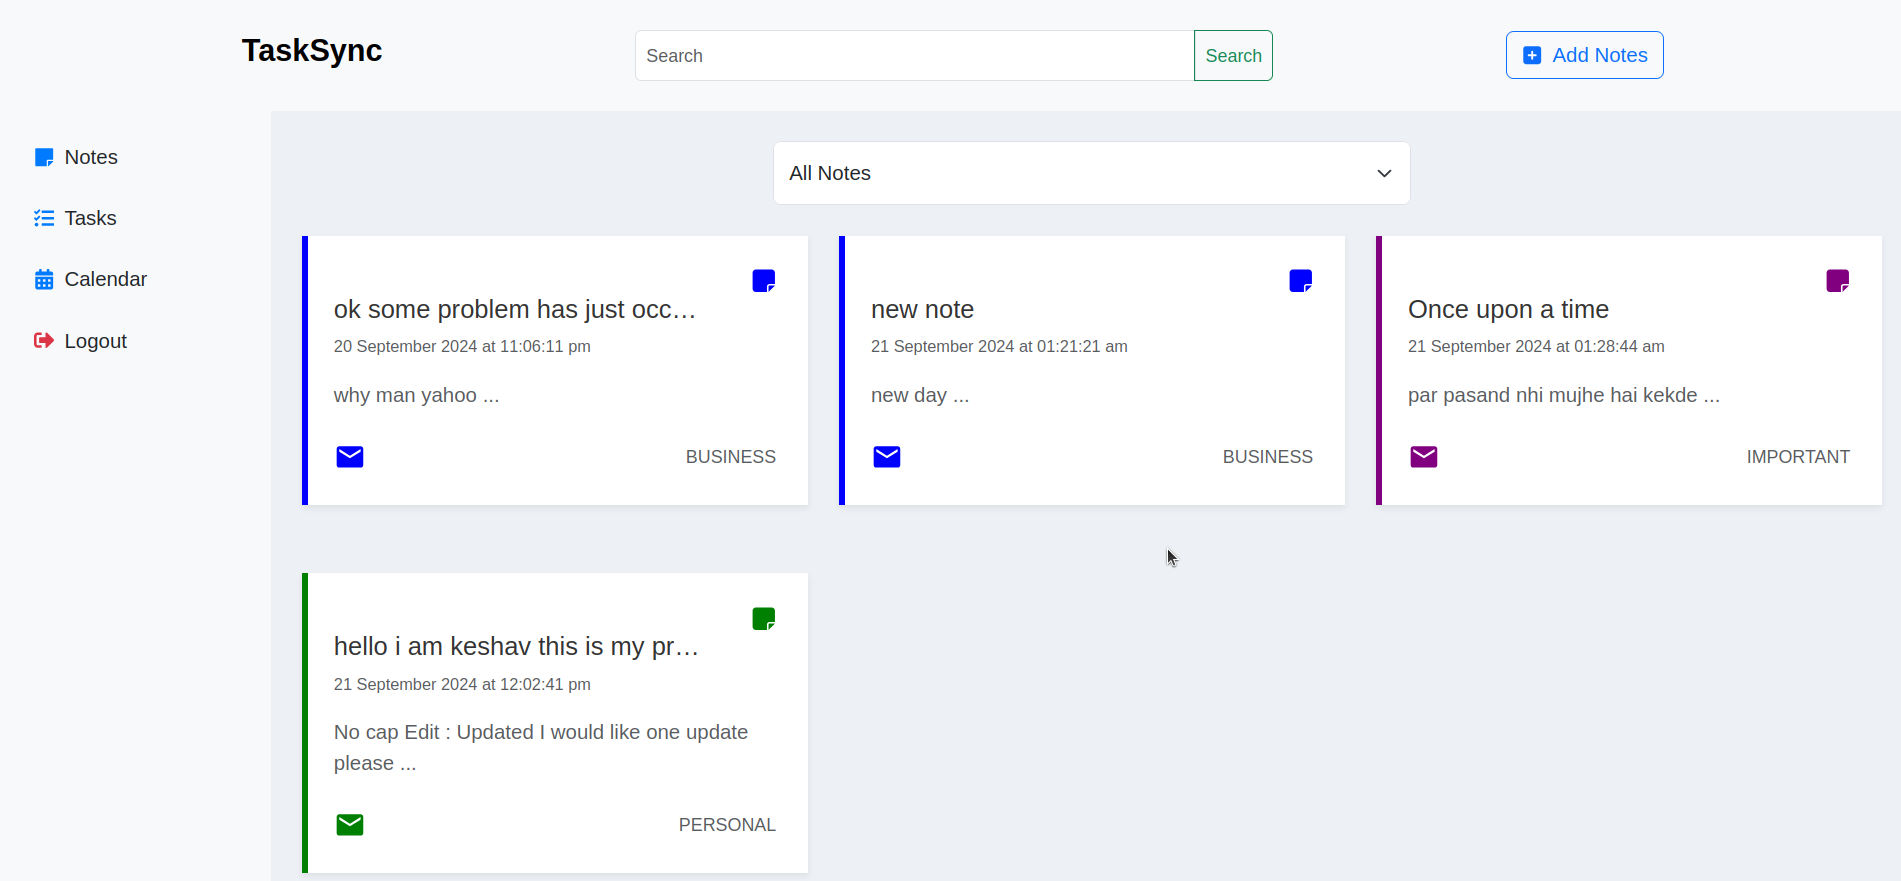 TaskSync
Search
Search
Add Notes
Notes
Tasks
Calendar
Logout
All Notes
ok some problem has just occ...
20 September 2024 at 11:06:11 pm
why man yahoo ...
BUSINESS
new note
21 September 2024 at 01:21:21 am
new day ...
BUSINESS
Once upon a time
21 September 2024 at 01:28:44 am
par pasand nhi mujhe hai kekde ...
IMPORTANT
hello i am keshav this is my pr...
21 September 2024 at 12:02:41 pm
No cap Edit : Updated I would like one update
please ...
PERSONAL